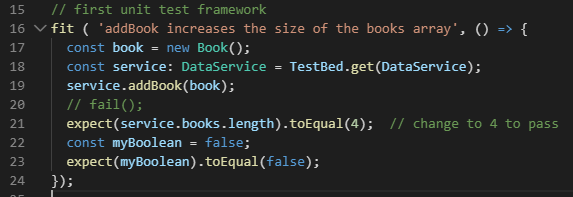 15 // first unit test framework
16 fit ( 'addBook increases the size of the books array', () => {
17 const book = new Book();
18 const service: DataService = TestBed.get(DataService);
19 service.addBook(book);
20 // fail();
21 expect(service.books.length).toEqual(4); // change to 4 to pass
22 const myBoolean = false;
23 expect(myBoolean).toEqual(false);
24 });